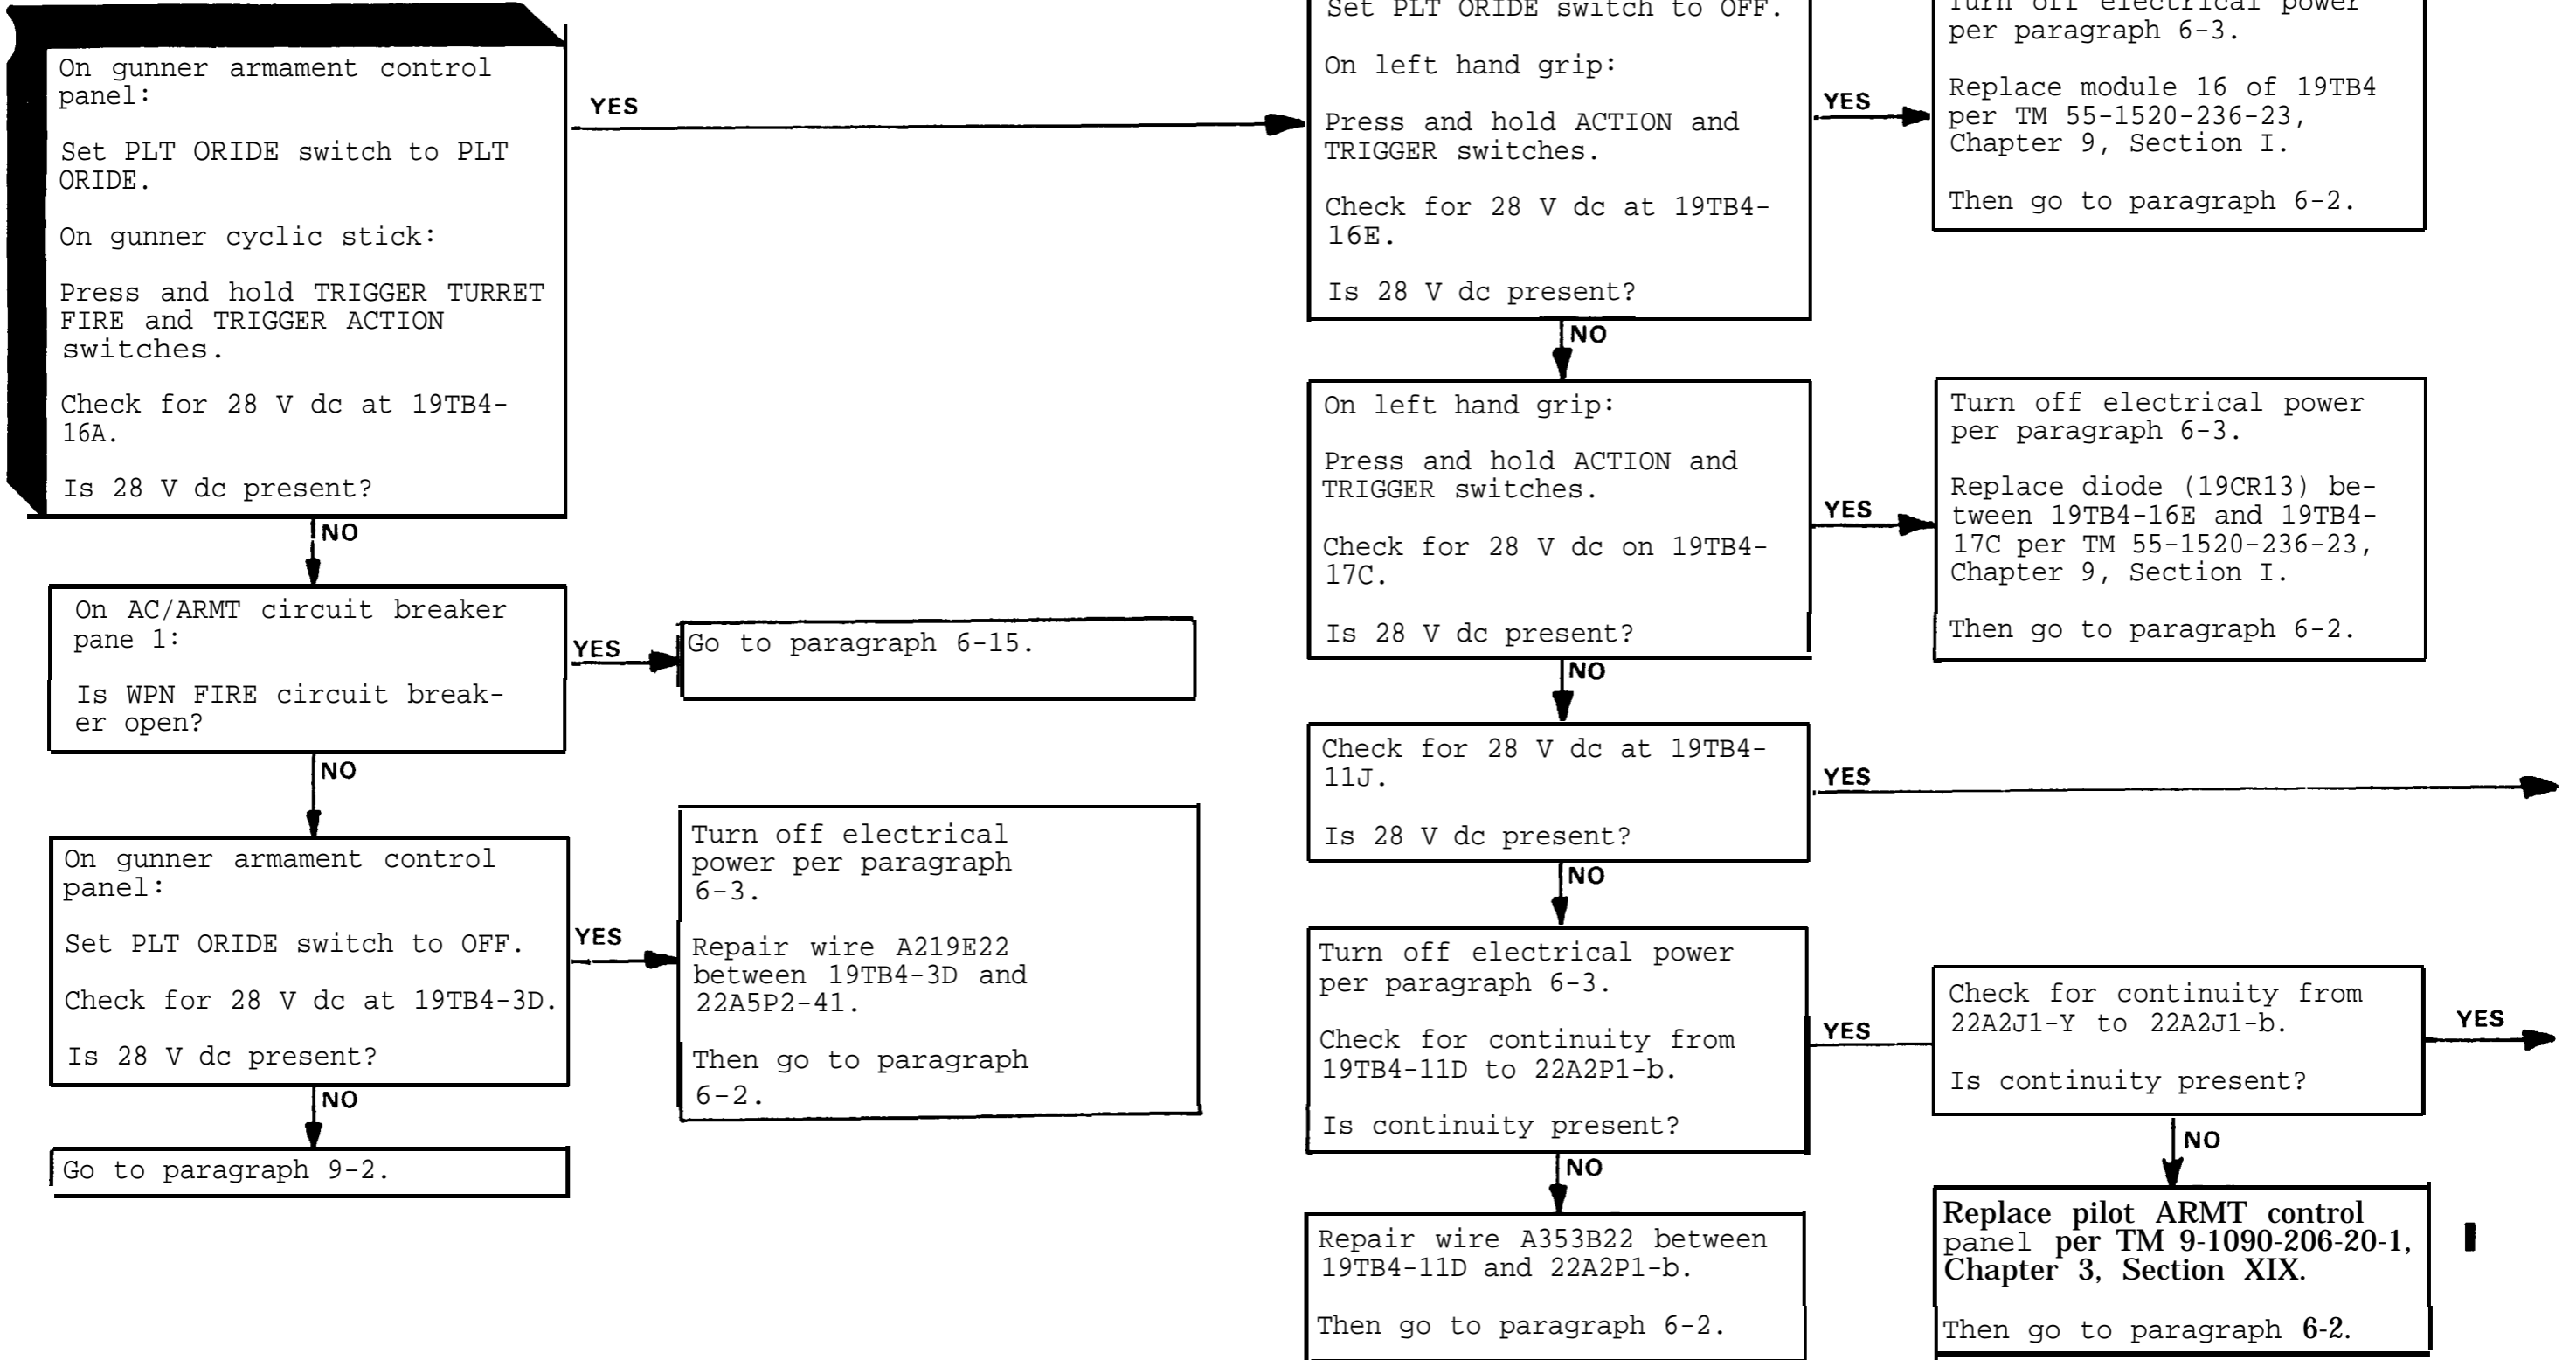 On gunner armament control
panel:
Set PLT ORIDE switch to PLT
ORIDE.
On gunner cyclic stick:
Press and hold TRIGGER TURRET
FIRE and TRIGGER ACTION
switches.
Check for 28 V dc at 19TB4-
16A.
Is 28 V dc present?
YES
NO
On AC/ARMT circuit breaker
pane 1:
Is WPN FIRE circuit break-
er open?
YES
Go to paragraph 6-15.
NO
On gunner armament control
panel:
Set PLT ORIDE switch to OFF.
Check for 28 V dc at 19TB4-3D.
Is 28 V dc present?
YES
Turn off electrical
power per paragraph
6-3.
Repair wire A219E22
between 19TB4-3D and
22A5P2-41.
Then go to paragraph
6-2.
NO
Go to paragraph 9-2.
Set PLT ORIDE switch to OFF.
On left hand grip:
Press and hold ACTION and
TRIGGER switches.
Check for 28 V dc at 19TB4-
16E.
Is 28 V dc present?
YES
Turn off electrical power
per paragraph 6-3.
Replace module 16 of 19TB4
per TM 55-1520-236-23,
Chapter 9, Section I.
Then go to paragraph 6-2.
NO
On left hand grip:
Press and hold ACTION and
TRIGGER switches.
Check for 28 V dc on 19TB4-
17C.
Is 28 V dc present?
YES
Turn off electrical power
per paragraph 6-3.
Replace diode (19CR13) be-
tween 19TB4-16E and 19TB4-
17C per TM 55-1520-236-23,
Chapter 9, Section I.
Then go to paragraph 6-2.
NO
Check for 28 V dc at 19TB4-
11J.
Is 28 V dc present?
YES
NO
Turn off electrical power
per paragraph 6-3.
Check for continuity from
19TB4-11D to 22A2P1-b.
Is continuity present?
YES
Check for continuity from
22A2J1-Y to 22A2J1-b.
Is continuity present?
YES
NO
Repair wire A353B22 between
19TB4-11D and 22A2P1-b.
Then go to paragraph 6-2.
NO
Replace pilot ARMT control
panel per TM 9-1090-206-20-1,
Chapter 3, Section XIX.
Then go to paragraph 6-2.